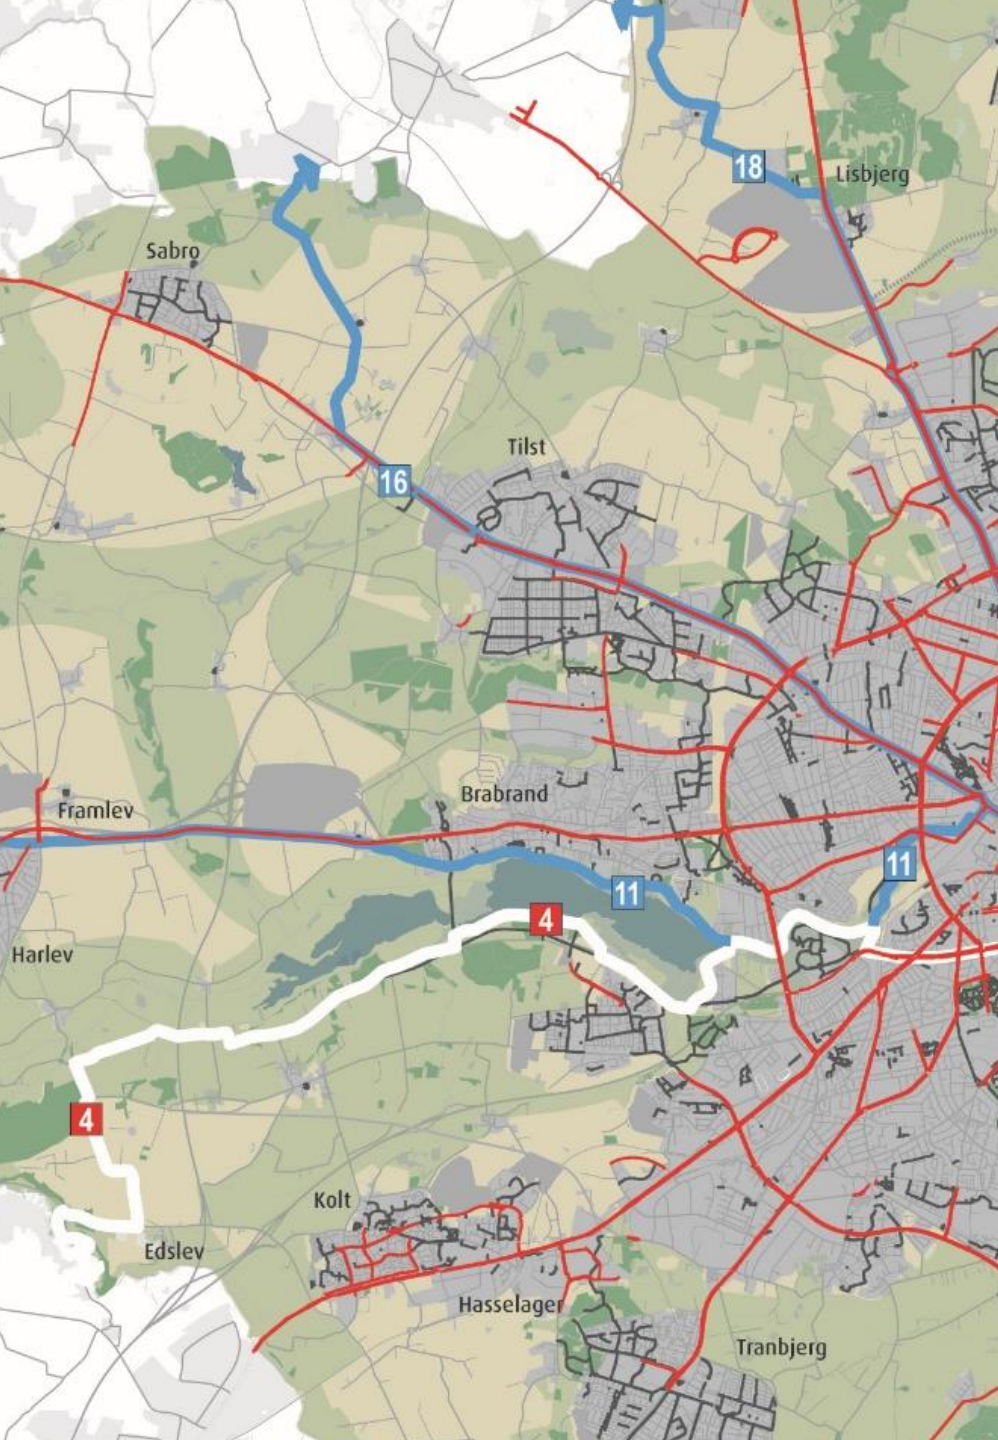 18
Lisbjerg
Sabro
Tilst
16
Brabrand
Framlev
11
11
4
Harlev
4
Kolt
Edslev
Hasselager
Tranbjerg